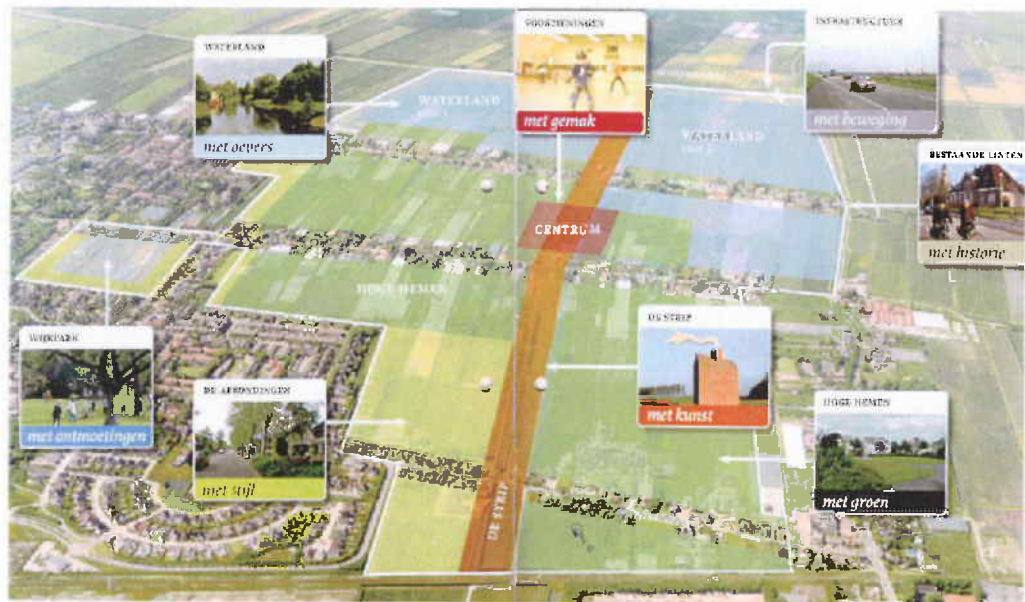 WATERLAND
met oevers
VOORZIENINGEN
met gemak
INFRASTRUCTUUR
met beweging
BESTAANDE LINTEN
met historie
WATERLAND
WATERLAND
CENTRUM
HOGE HEMEN
WIJKPARK
met ontmoetingen
DE AFRONDINGEN
met stijl
DE STRIP
met kunst
HOGE HEMEN
met groen
DE STRIP